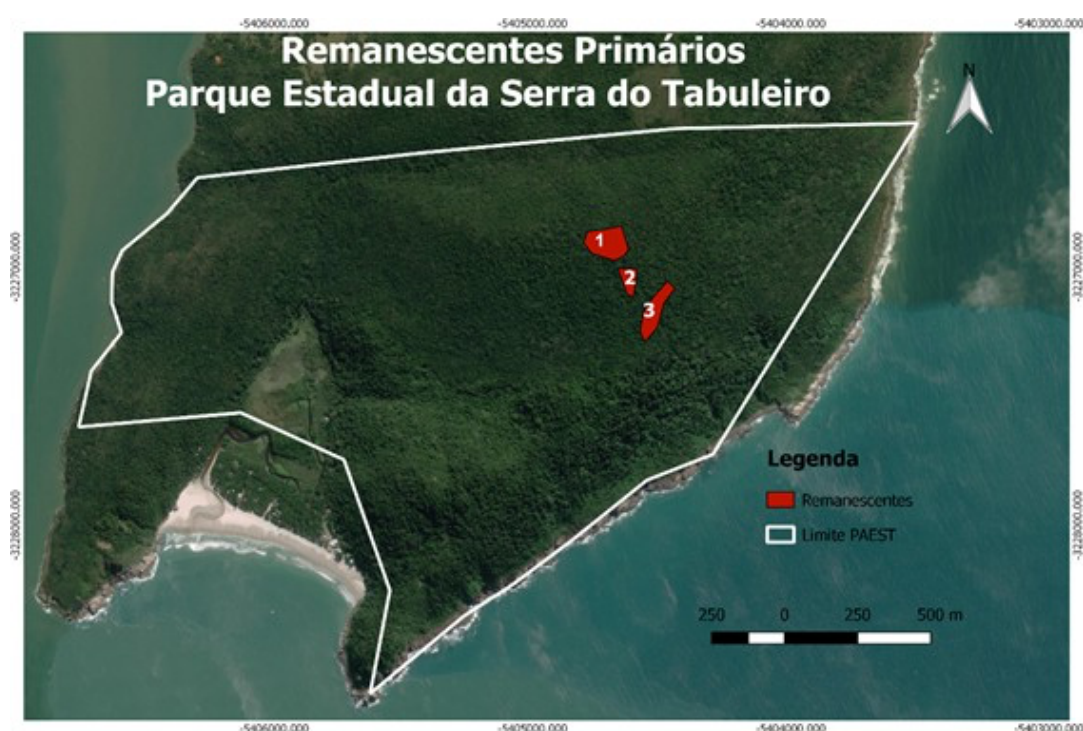 -5406000.000 -5405000.000 -5404000.000 -5403000.000
Remanescentes Primários
Parque Estadual da Serra do Tabuleiro
N
1
-3227000.000 -3227000.000
2
3
Legenda
Remanescentes
-3228000.000 -3228000.000
Limite PAEST
250 0 250 500 m
-5406000.000 -5405000.000 -5404000.000 -5403000.000